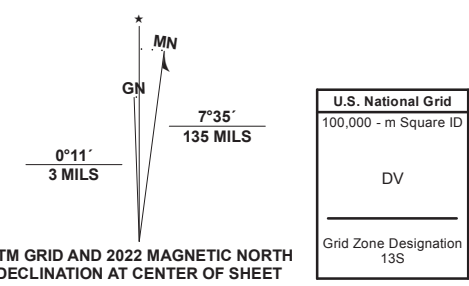 ★
MN
GN
7°35´
135 MILS
0°11´
3 MILS
TM GRID AND 2022 MAGNETIC NORTH
DECLINATION AT CENTER OF SHEET
U.S. National Grid
100,000 - m Square ID
DV
Grid Zone Designation
13S